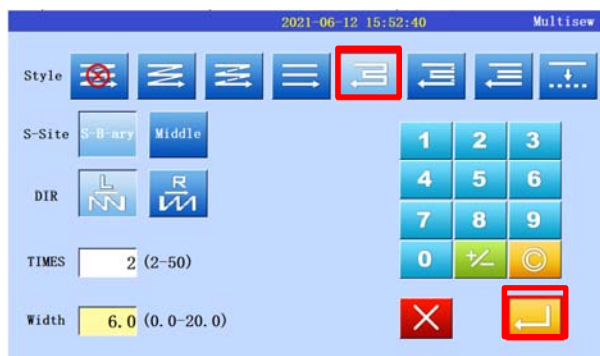 2021-06-12 15:52:40 Multisew
Style
S-Site S-B-ary Middle
DIR L R
TIMES 2 (2-50)
Width 6.0 (0.0-20.0)
1 2 3
4 5 6
7 8 9
0 +/- C